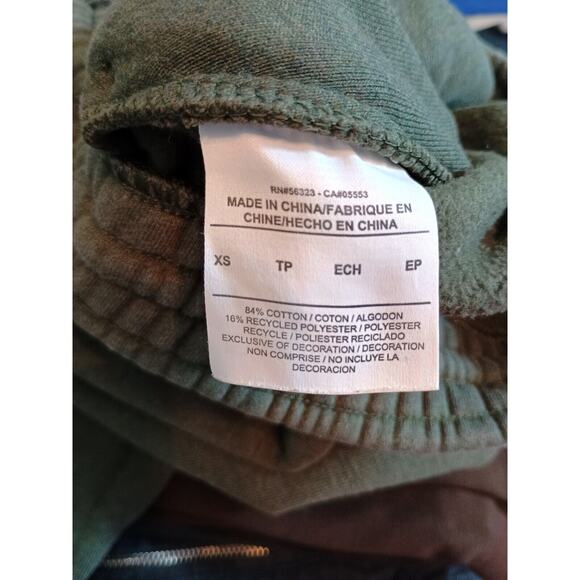 RN#56323 - CA#05553
MADE IN CHINA/FABRIQUE EN
CHINE/HECHO EN CHINA
XS TP ECH EP
84% COTTON / COTON / ALGODON
16% RECYCLED POLYESTER / POLYESTER
RECYCLE / POLIESTER RECICLADO
EXCLUSIVE OF DECORATION / DECORATION
NON COMPRISE / NO INCLUYE LA
DECORACION